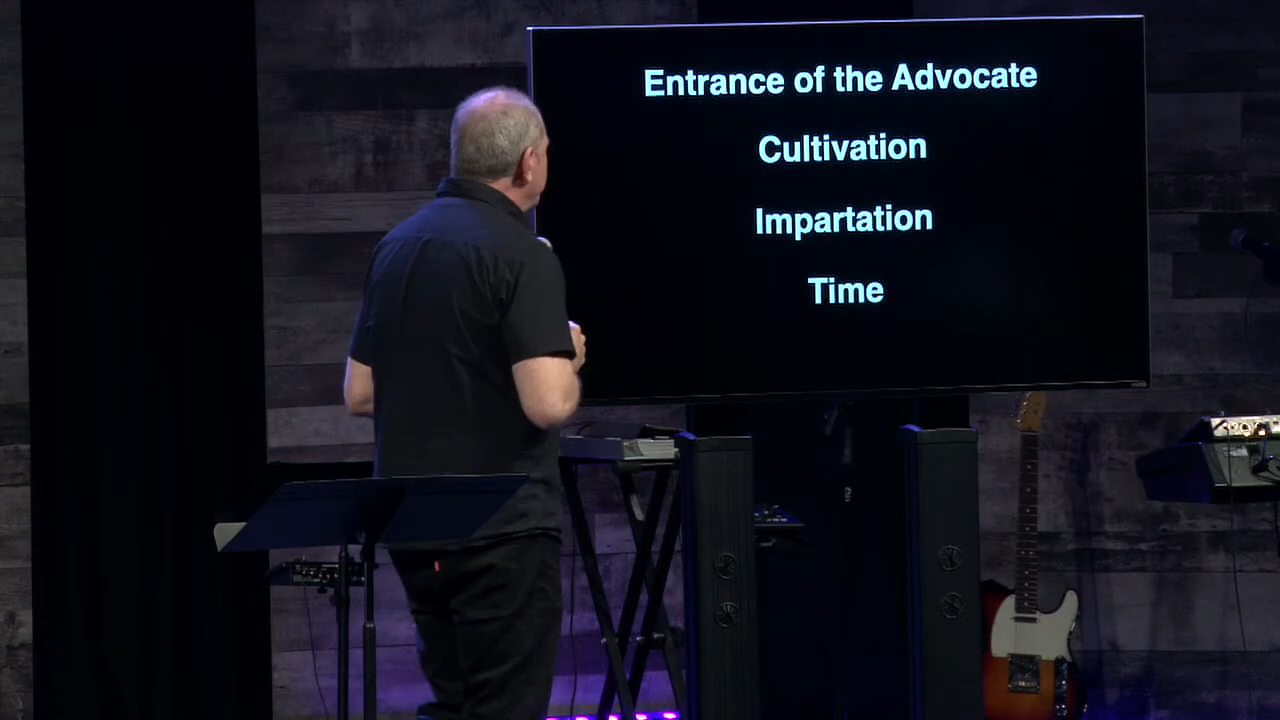 Entrance of the Advocate
Cultivation
Impartation
Time